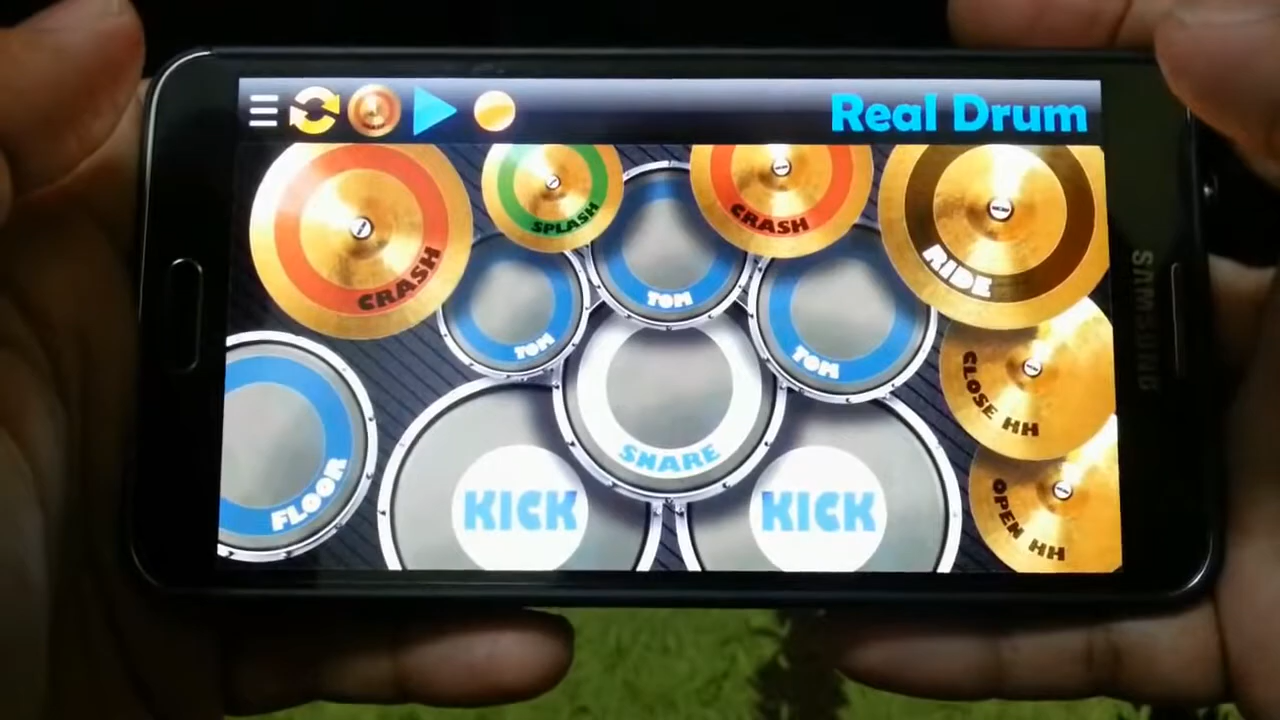 Real Drum
CRASH
SPLASH
CRASH
RIDE
TOM
TOM
TOM
CLOSE HH
SNARE
FLOOR
KICK
KICK
OPEN HH
SAMSUNG